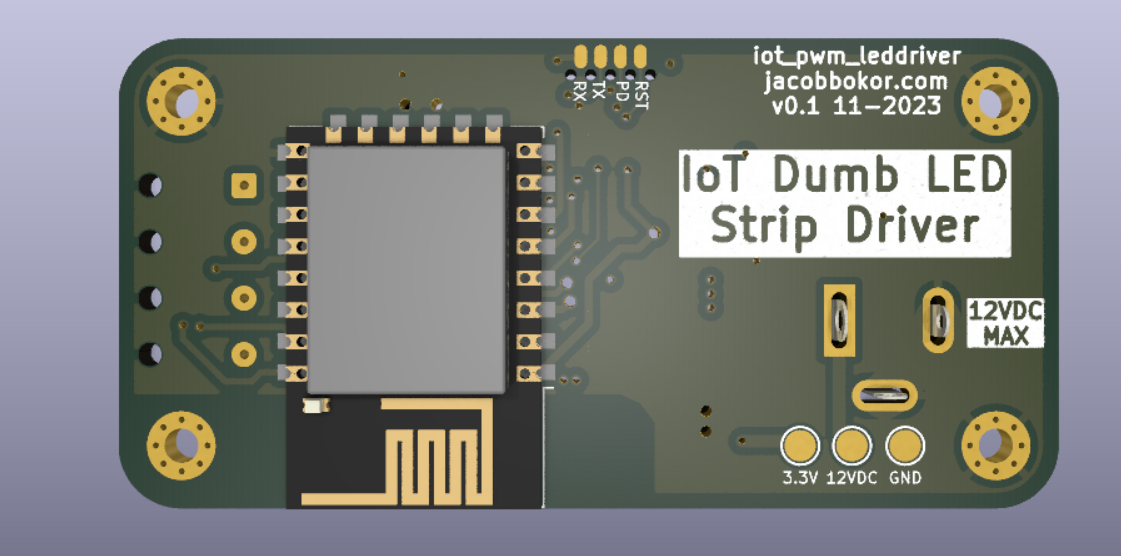 iot_pwm_leddriver
jacobbokor.com
v0.1 11-2023
RX TX PD RST
IoT Dumb LED
Strip Driver
12VDC
MAX
3.3V 12VDC GND